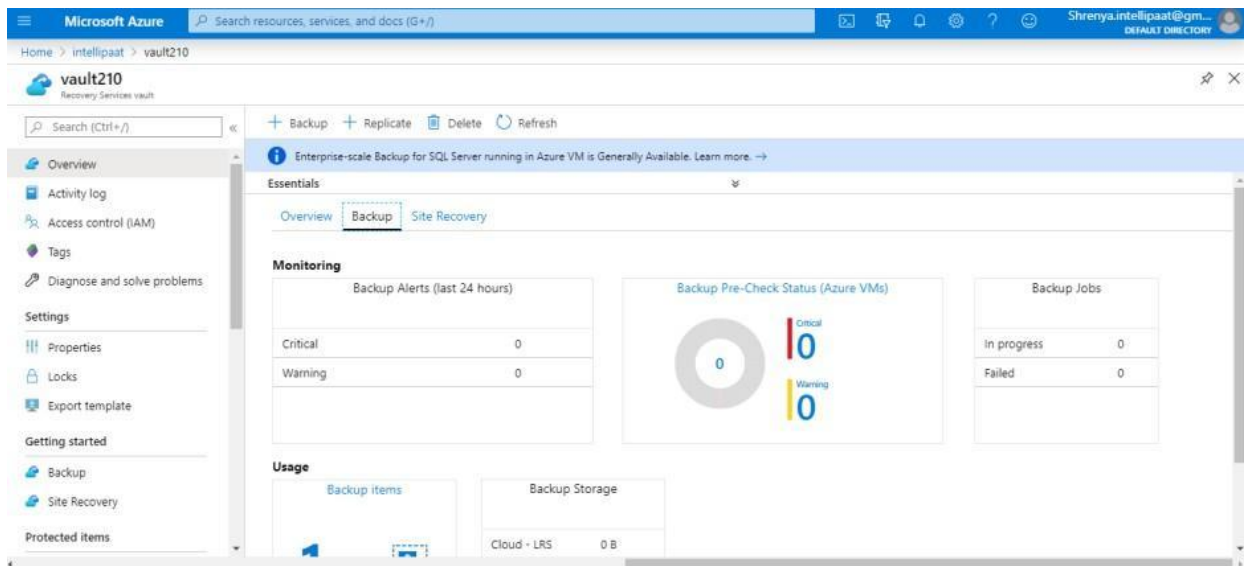 Microsoft Azure
Search resources, services, and docs (G+/)
Shrenya.intellipaat@gm...
DEFAULT DIRECTORY
Home > intellipaat > vault210
vault210
Recovery Services vault
Search (Ctrl+/)
Overview
Activity log
Access control (IAM)
Tags
Diagnose and solve problems
Settings
Properties
Locks
Export template
Getting started
Backup
Site Recovery
Protected items
+ Backup + Replicate Delete Refresh
Enterprise-scale Backup for SQL Server running in Azure VM is Generally Available. Learn more. →
Essentials
Overview Backup Site Recovery
Monitoring
Backup Alerts (last 24 hours)
Critical 0
Warning 0
Backup Pre-Check Status (Azure VMs)
0
Critical
0
Warning
0
Backup Jobs
In progress 0
Failed 0
Usage
Backup items
1
Backup Storage
Cloud - LRS 0 B